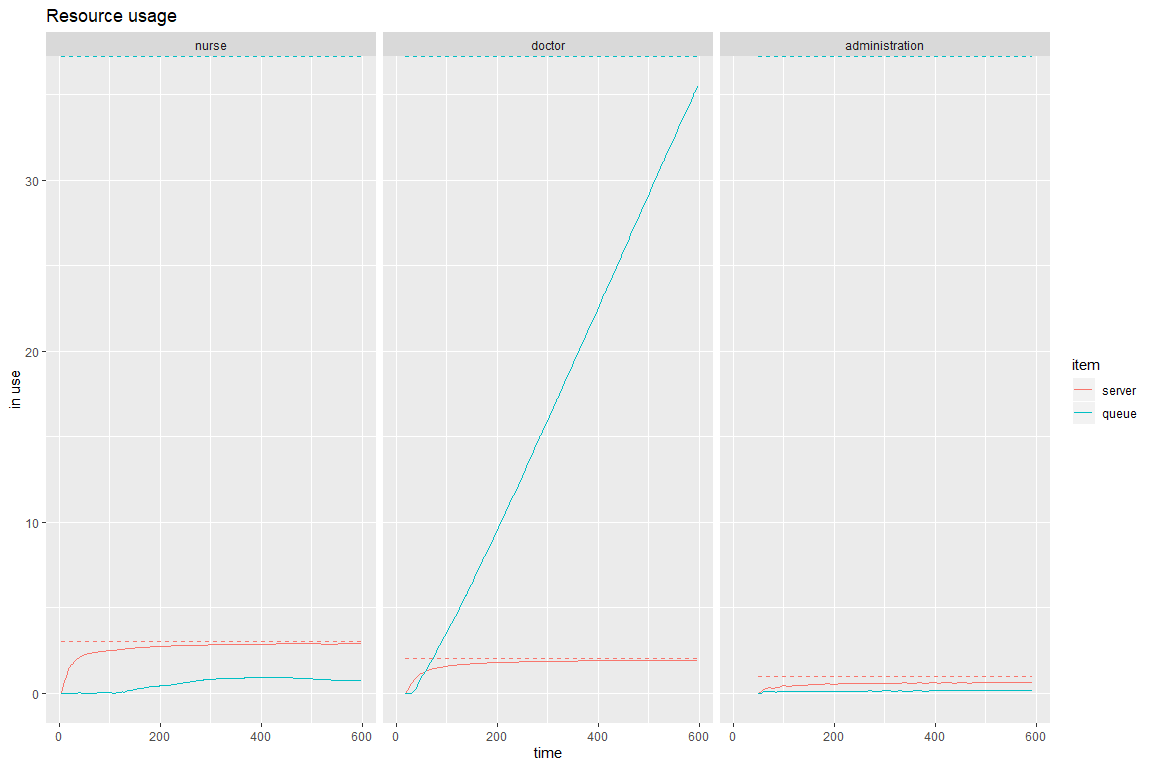 Resource usage
nurse doctor administration
in use
30
20
10
0
0 200 400 600 0 200 400 600 0 200 400 600
time
item
server
queue